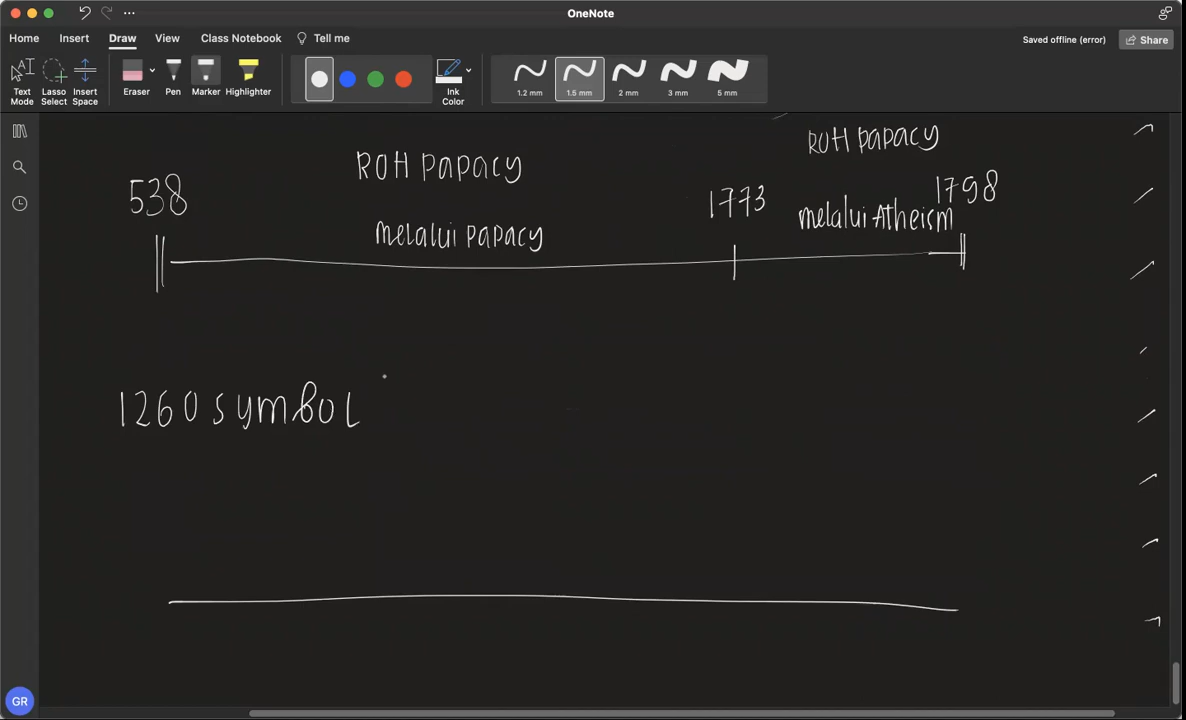 OneNote
Home Insert Draw View Class Notebook Tell me
Saved offline (error) Share
Text Mode
Lasso Select
Insert Space
Eraser
Pen
Marker
Highlighter
Ink Color
1.2 mm 1.5 mm 2 mm 3 mm 5 mm
ROH papacy
ROH papacy
538
1773
1798
melalui papacy
melalui Atheism
1260 symbol
GR